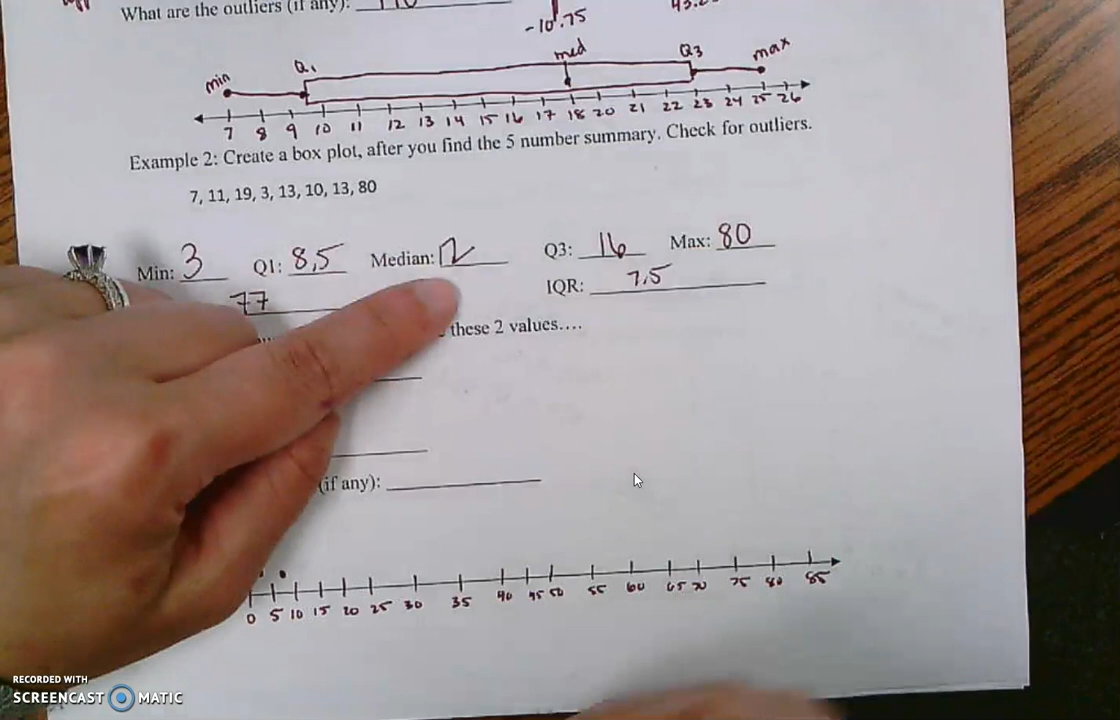 What are the outliers (if any):
-10.75
min Q1 med Q3 max
7 8 9 10 11 12 13 14 15 16 17 18 20 21 22 23 24 25 26
Example 2: Create a box plot, after you find the 5 number summary. Check for outliers.
7, 11, 19, 3, 13, 10, 13, 80
Min: 3 Q1: 8.5 Median: 12 Q3: 16 Max: 80
77 IQR: 7.5
these 2 values….
(if any):
0 5 10 15 20 25 30 35 40 45 50 55 60 65 70 75 80 85
RECORDED WITH
SCREENCAST MATIC